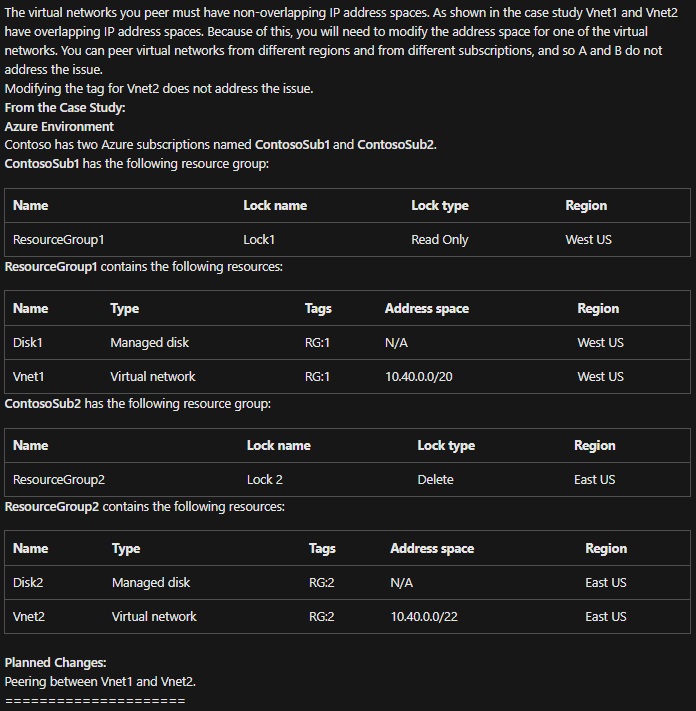 The virtual networks you peer must have non-overlapping IP address spaces. As shown in the case study Vnet1 and Vnet2
have overlapping IP address spaces. Because of this, you will need to modify the address space for one of the virtual
networks. You can peer virtual networks from different regions and from different subscriptions, and so A and B do not
address the issue.
Modifying the tag for Vnet2 does not address the issue.
From the Case Study:
Azure Environment
Contoso has two Azure subscriptions named ContosoSub1 and ContosoSub2.
ContosoSub1 has the following resource group:
Name Lock name Lock type Region
ResourceGroup1 Lock1 Read Only West US
ResourceGroup1 contains the following resources:
Name Type Tags Address space Region
Disk1 Managed disk RG:1 N/A West US
Vnet1 Virtual network RG:1 10.40.0.0/20 West US
ContosoSub2 has the following resource group:
Name Lock name Lock type Region
ResourceGroup2 Lock 2 Delete East US
ResourceGroup2 contains the following resources:
Name Type Tags Address space Region
Disk2 Managed disk RG:2 N/A East US
Vnet2 Virtual network RG:2 10.40.0.0/22 East US
Planned Changes:
Peering between Vnet1 and Vnet2.
=====================